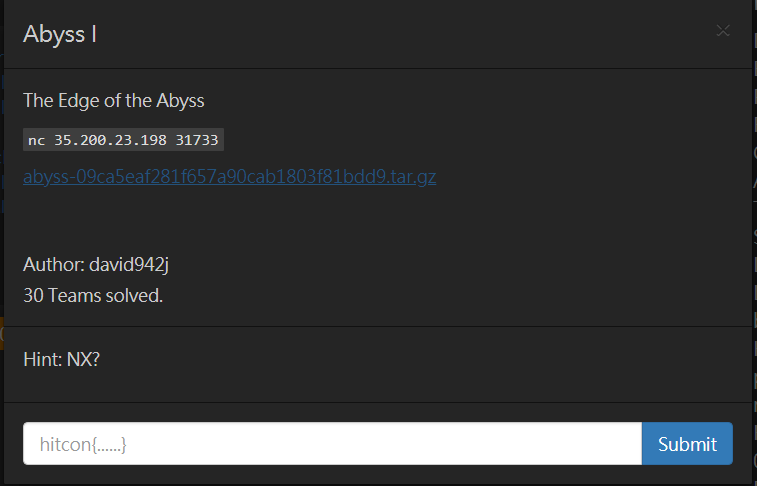 Abyss I
×
The Edge of the Abyss
nc 35.200.23.198 31733
abyss-09ca5eaf281f657a90cab1803f81bdd9.tar.gz
Author: david942j
30 Teams solved.
Hint: NX?
hitcon{......}
Submit